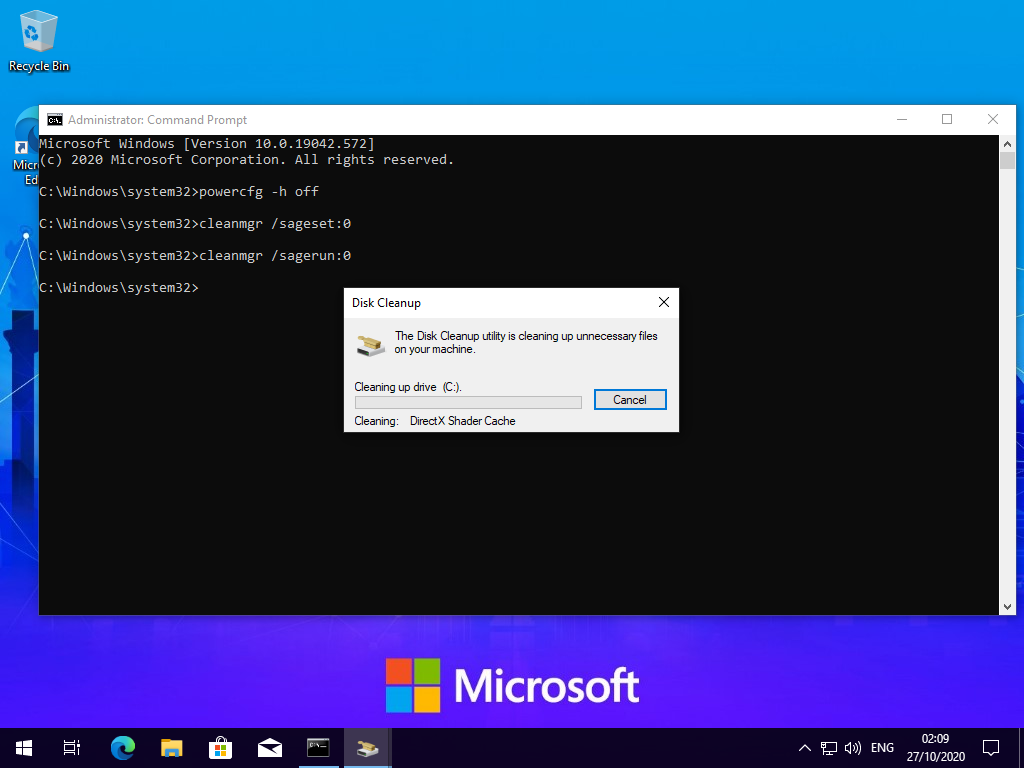 Recycle Bin
Administrator: Command Prompt
Microsoft Windows [Version 10.0.19042.572]
(c) 2020 Microsoft Corporation. All rights reserved.
C:\Windows\system32>powercfg -h off
C:\Windows\system32>cleanmgr /sageset:0
C:\Windows\system32>cleanmgr /sagerun:0
C:\Windows\system32>
Micr
Ed
Disk Cleanup
The Disk Cleanup utility is cleaning up unnecessary files
on your machine.
Cleaning up drive (C:).
Cancel
Cleaning: DirectX Shader Cache
Microsoft
ENG
02:09
27/10/2020